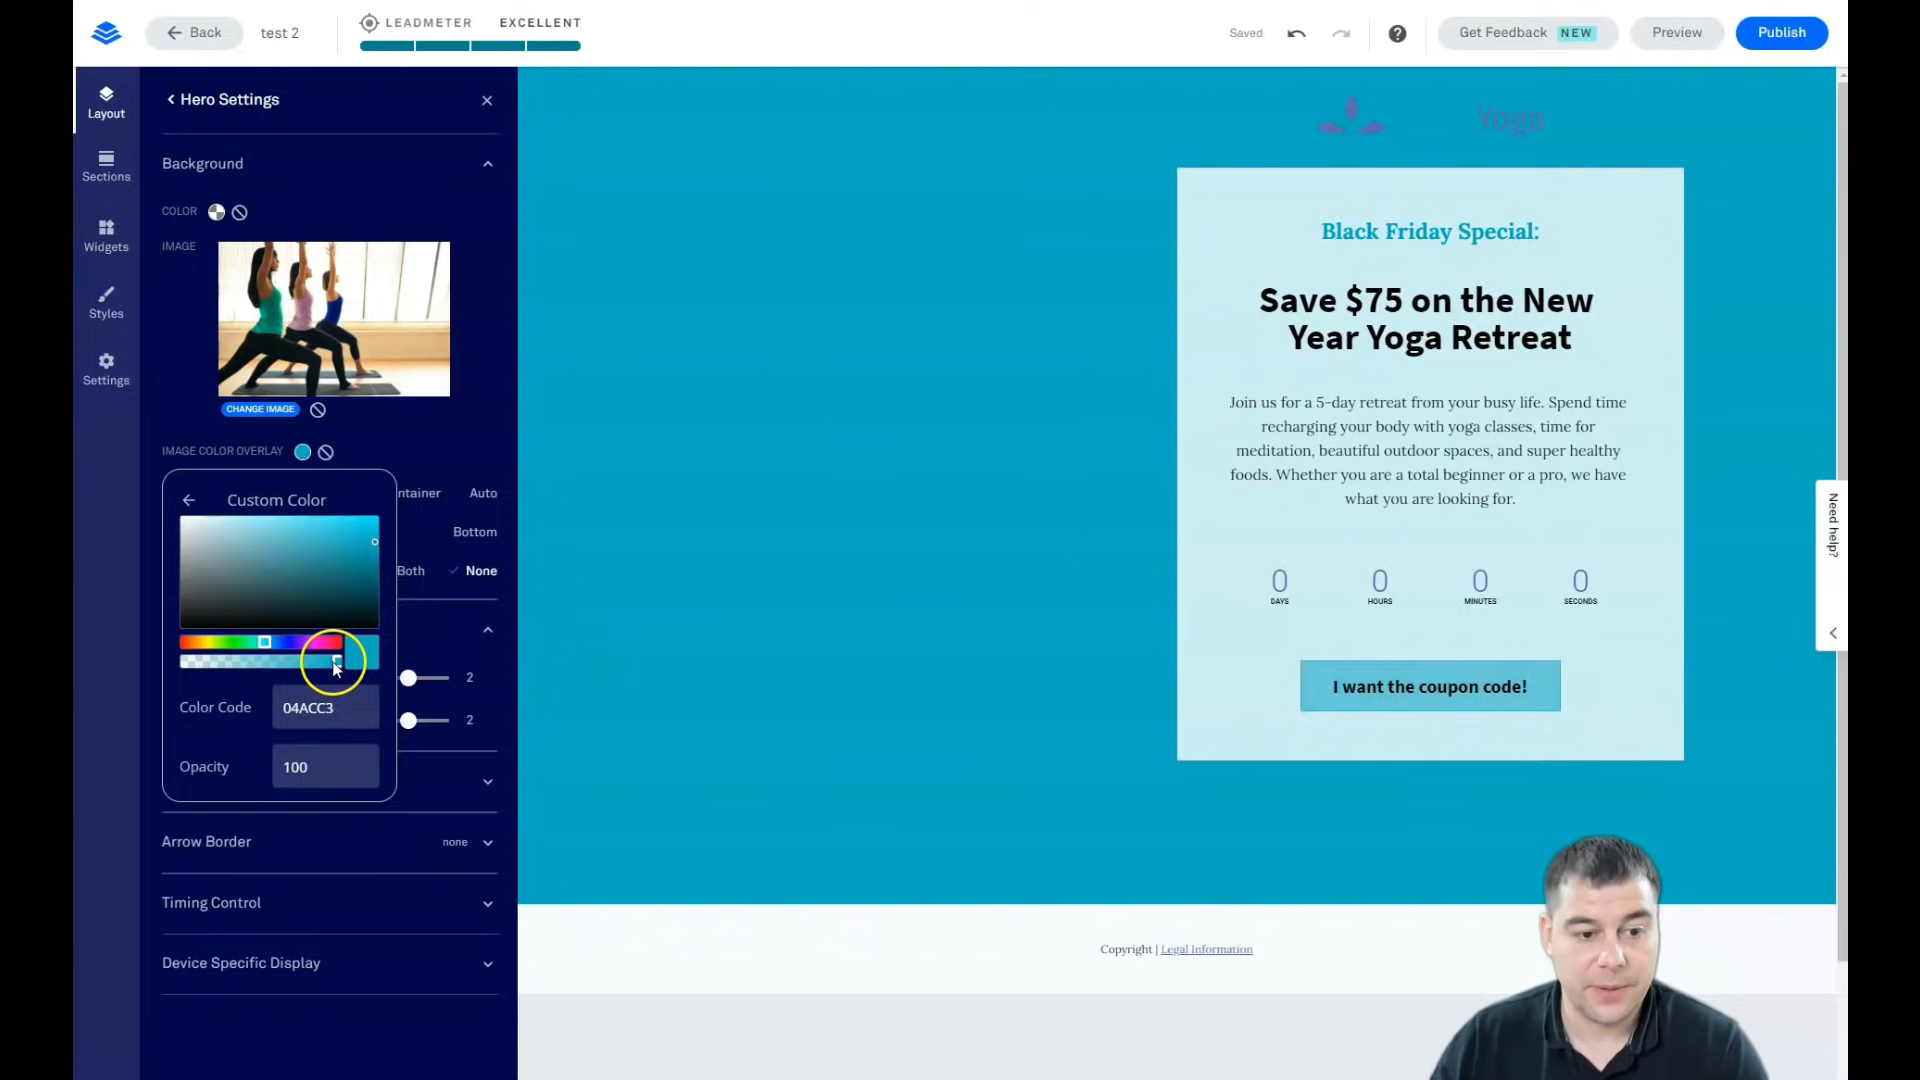 Back
test 2
LEADMETER EXCELLENT
Saved
Get Feedback NEW
Preview
Publish
Layout
Sections
Widgets
Styles
Settings
Hero Settings
Background
COLOR
IMAGE
CHANGE IMAGE
IMAGE COLOR OVERLAY
Custom Color
ntainer Auto
Bottom
Both None
2
2
Color Code 04ACC3
Opacity 100
Arrow Border none
Timing Control
Device Specific Display
Yoga
Black Friday Special:
Save $75 on the New
Year Yoga Retreat
Join us for a 5-day retreat from your busy life. Spend time
recharging your body with yoga classes, time for
meditation, beautiful outdoor spaces, and super healthy
foods. Whether you are a total beginner or a pro, we have
what you are looking for.
0 0 0 0
DAYS HOURS MINUTES SECONDS
I want the coupon code!
Copyright | Legal Information
Need help?